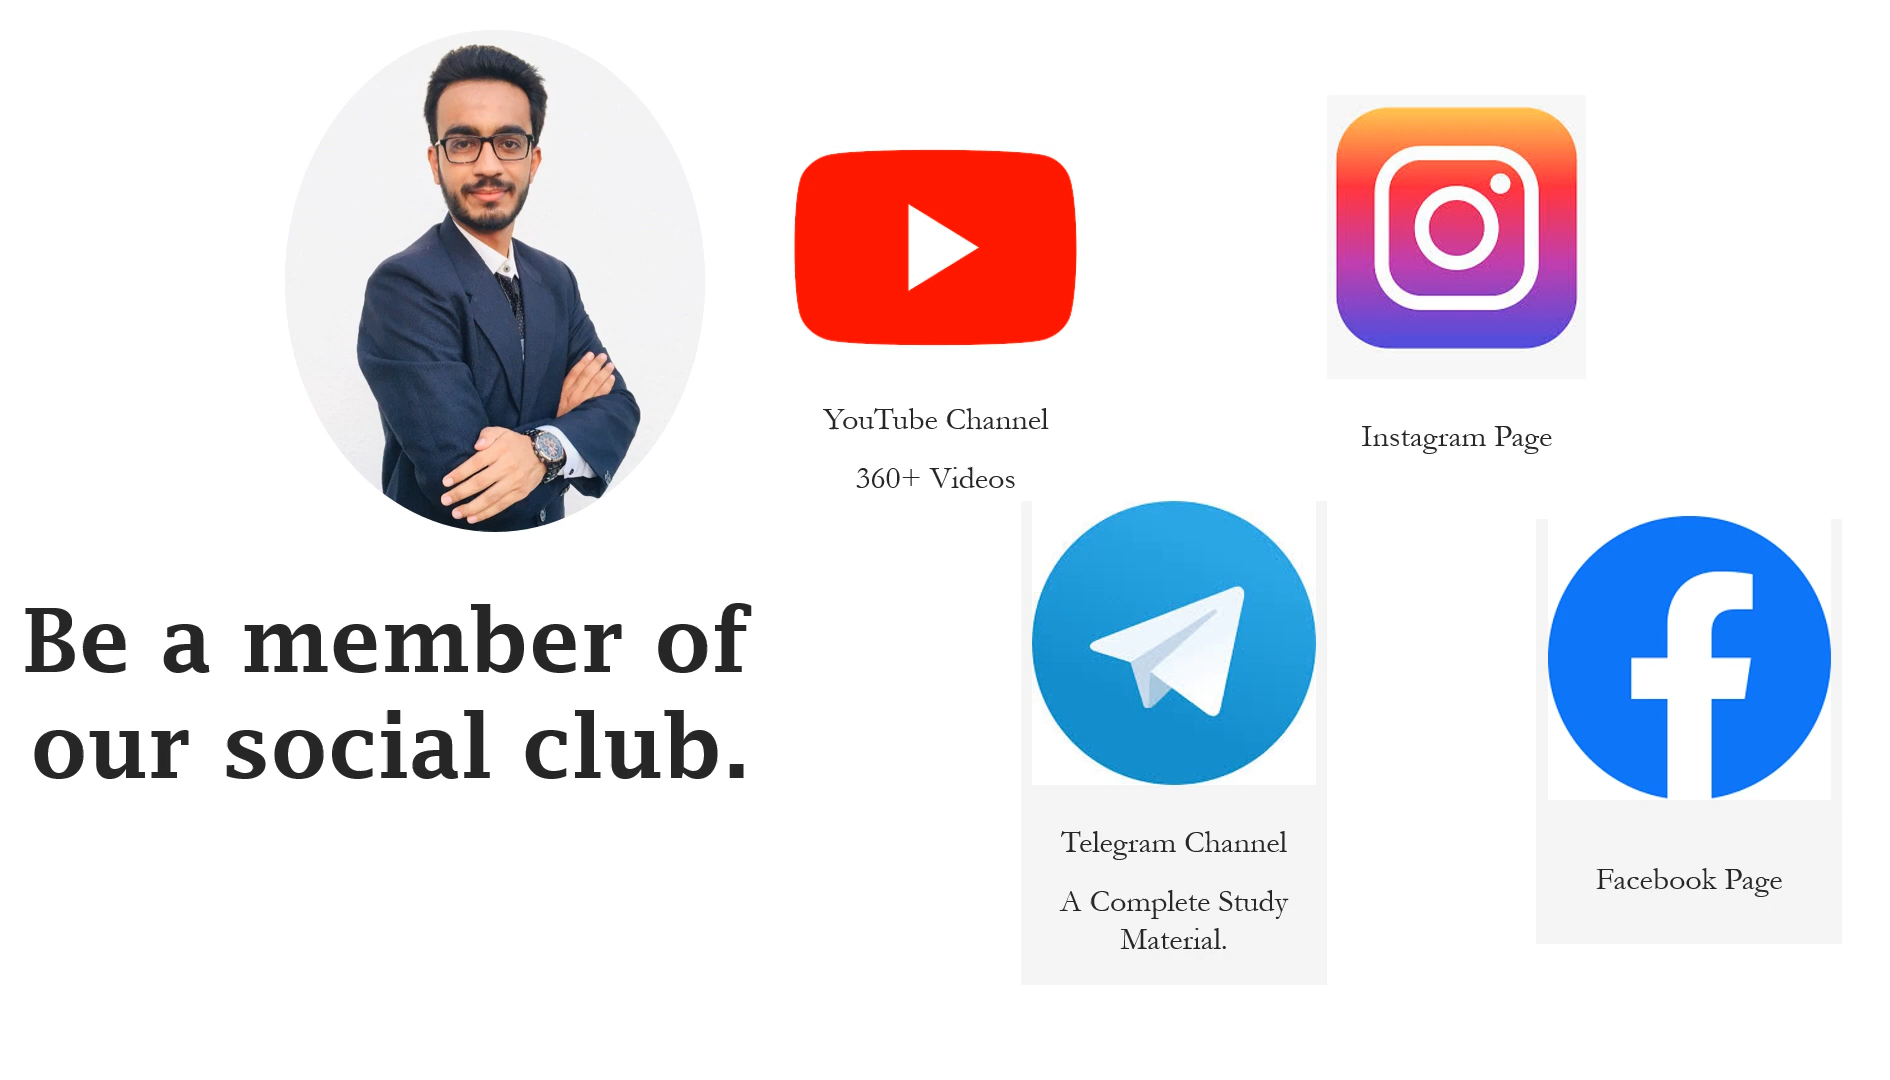 Be a member of
our social club.
YouTube Channel
360+ Videos
Instagram Page
Telegram Channel
A Complete Study
Material.
Facebook Page